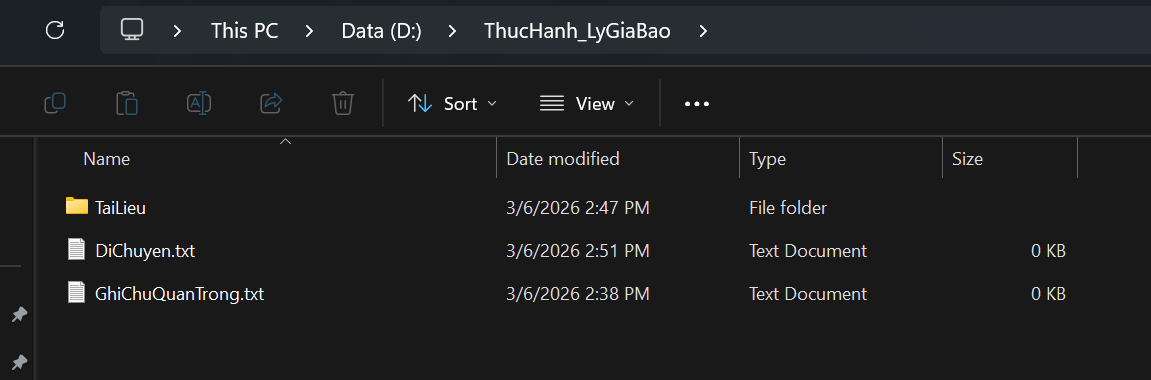 This PC > Data (D:) > ThucHanh_LyGiaBao >
Sort View
Name Date modified Type Size
TaiLieu 3/6/2026 2:47 PM File folder
DiChuyen.txt 3/6/2026 2:51 PM Text Document 0 KB
GhiChuQuanTrong.txt 3/6/2026 2:38 PM Text Document 0 KB